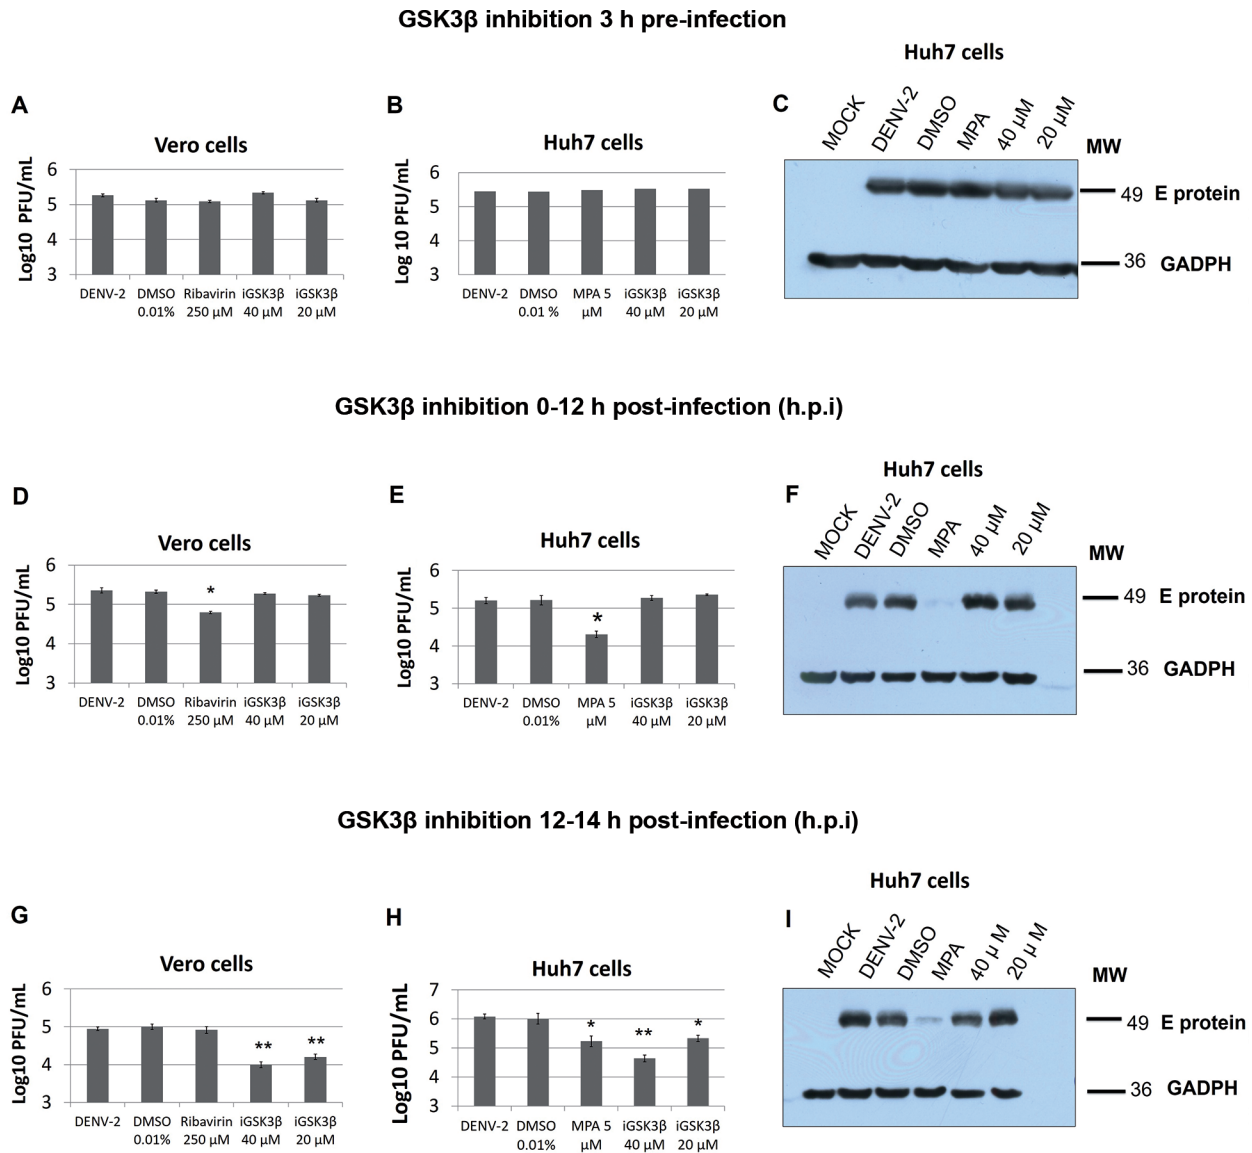 GSK3β inhibition 3 h pre-infection
A
Vero cells
Log10 PFU/mL
6
5
4
3
DENV-2
DMSO
0.01%
Ribavirin
250 µM
iGSK3β
40 µM
iGSK3β
20 µM
B
Huh7 cells
Log 10 PFU/mL
6
5
4
3
DENV-2
DMSO
0.01 %
MPA 5
µM
iGSK3β
40 µM
iGSK3β
20 µM
Huh7 cells
C
MOCK
DENV-2
DMSO
MPA
40 µM
20 µM
MW
49 E protein
36 GADPH
GSK3β inhibition 0-12 h post-infection (h.p.i)
D
Vero cells
Log10 PFU/mL
6
5
4
3
*
DENV-2
DMSO
0.01%
Ribavirin
250 µM
iGSK3β
40 µM
iGSK3β
20 µM
E
Huh7 cells
Log10 PFU/mL
6
5
4
3
*
DENV-2
DMSO
0.01%
MPA 5
µM
iGSK3β
40 µM
iGSK3β
20 µM
Huh7 cells
F
MOCK
DENV-2
DMSO
MPA
40 µM
20 µM
MW
49 E protein
36 GADPH
GSK3β inhibition 12-14 h post-infection (h.p.i)
G
Vero cells
Log10 PFU/mL
6
5
4
3
**
**
DENV-2
DMSO
0.01%
Ribavirin
250 µM
iGSK3β
40 µM
iGSK3β
20 µM
H
Huh7 cells
Log10 PFU/mL
7
6
5
4
3
*
**
*
DENV-2
DMSO
0.01%
MPA 5
µM
iGSK3β
40 µM
iGSK3β
20 µM
Huh7 cells
I
MOCK
DENV-2
DMSO
MPA
40 µ M
20 µ M
MW
49 E protein
36 GADPH